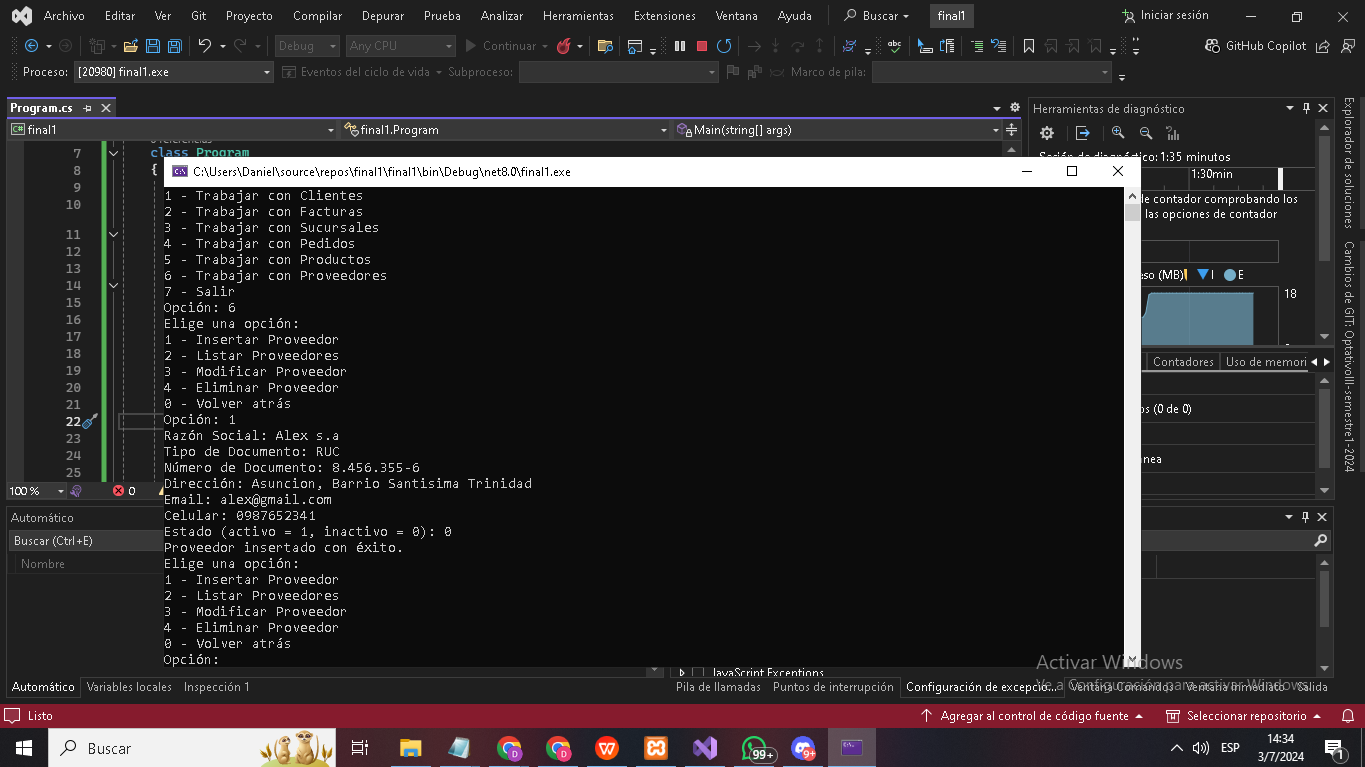 Archivo Editar Ver Git Proyecto Compilar Depurar Prueba Analizar Herramientas Extensiones Ventana Ayuda Buscar final1 Iniciar sesión
Debug Any CPU Continuar GitHub Copilot
Proceso: [20980] final1.exe Eventos del ciclo de vida Subproceso: Marco de pila:
Program.cs
final1 final1.Program Main(string[] args)
7 class Program
8 {
9
10
11
12
13
14
15
16
17
18
19
20
21
22
23
24
25
100 % 0
C:\Users\Daniel\source\repos\final1\final1\bin\Debug\net8.0\final1.exe
1 - Trabajar con Clientes
2 - Trabajar con Facturas
3 - Trabajar con Sucursales
4 - Trabajar con Pedidos
5 - Trabajar con Productos
6 - Trabajar con Proveedores
7 - Salir
Opción: 6
Elige una opción:
1 - Insertar Proveedor
2 - Listar Proveedores
3 - Modificar Proveedor
4 - Eliminar Proveedor
0 - Volver atrás
Opción: 1
Razón Social: Alex s.a
Tipo de Documento: RUC
Número de Documento: 8.456.355-6
Dirección: Asuncion, Barrio Santisima Trinidad
Email: alex@gmail.com
Celular: 0987652341
Estado (activo = 1, inactivo = 0): 0
Proveedor insertado con éxito.
Elige una opción:
1 - Insertar Proveedor
2 - Listar Proveedores
3 - Modificar Proveedor
4 - Eliminar Proveedor
0 - Volver atrás
Opción:
Herramientas de diagnóstico
Sesión de diagnóstico: 1:35 minutos
1:30min
de contador comprobando los
las opciones de contador
eso (MB) I E
18
Contadores Uso de memori
os (0 de 0)
nea
Explorador de soluciones
Cambios de GIT: OptativoIII-semestre1-2024
Automático
Buscar (Ctrl+E)
Nombre
JavaScript Exceptions
Activar Windows
Ve a Configuración para activar Windows.
Automático Variables locales Inspección 1
Pila de llamadas Puntos de interrupción Configuración de excepcio... Ventana Comandos Ventana Inmediato Salida
Listo Agregar al control de código fuente Seleccionar repositorio
Buscar D D 99+ 9+ ESP 14:34
3/7/2024 1